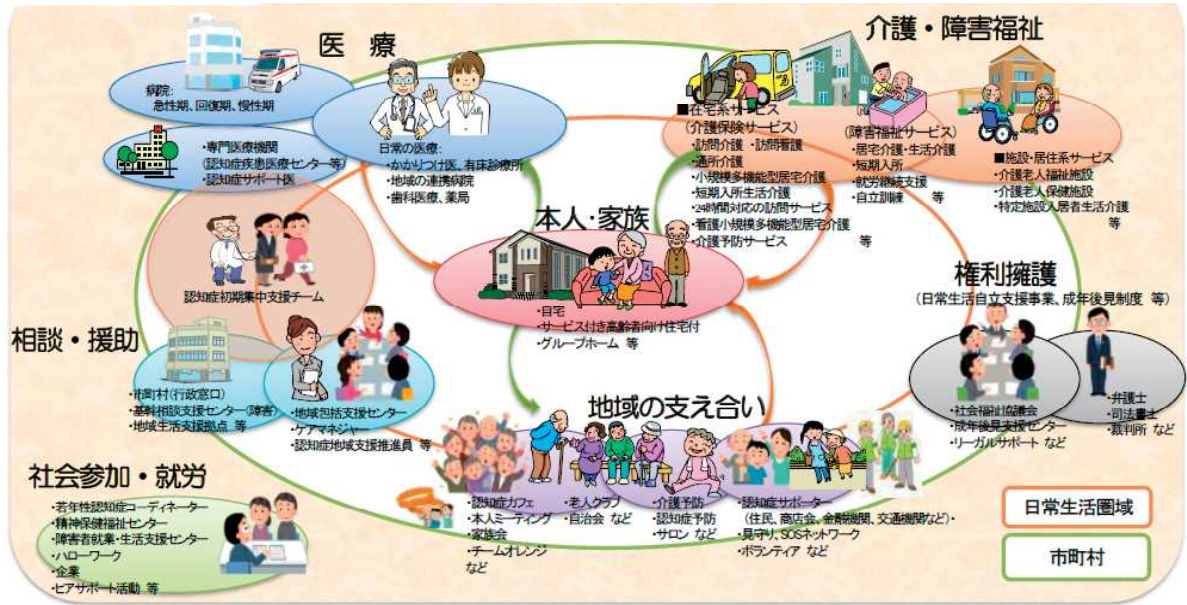 医　療
病院:
急性期、回復期、慢性期
・専門医療機関
(認知症疾患医療センター等)
・認知症サポート医
日常の医療:
・かかりつけ医、有床診療所
・地域の連携病院
・歯科医療、薬局
認知症初期集中支援チーム
介護・障害福祉
■在宅系サービス
(介護保険サービス)
・訪問介護・訪問看護
・通所介護
・小規模多機能型居宅介護
・短期入所生活介護
・24時間対応の訪問サービス
・看護小規模多機能型居宅介護
・介護予防サービス　等
(障害福祉サービス)
・居宅介護・生活介護
・短期入所
・就労継続支援
・自立訓練　等
■施設・居住系サービス
・介護老人福祉施設
・介護老人保健施設
・特定施設入居者生活介護
等
本人・家族
・自宅
・サービス付き高齢者向け住宅付
・グループホーム 等
権利擁護
(日常生活自立支援事業、成年後見制度 等)
・社会福祉協議会
・成年後見支援センター
・リーガルサポート など
・弁護士
・司法書士
・裁判所 など
相談・援助
・市町村(行政窓口)
・基幹相談支援センター(障害)
・地域生活支援拠点 等
・地域包括支援センター
・ケアマネジャー
・認知症地域支援推進員 等
地域の支え合い
・認知症カフェ
・本人ミーティング
・家族会
・チームオレンジ
など
・老人クラブ
・自治会 など
・介護予防
・認知症予防
・サロン など
・認知症サポーター
(住民、商店会、金融機関、交通機関など)・
・見守り、SOSネットワーク
・ボランティア など
社会参加・就労
・若年性認知症コーディネーター
・精神保健福祉センター
・障害者就業・生活支援センター
・ハローワーク
・企業
・ピアサポート活動 等
日常生活圏域
市町村